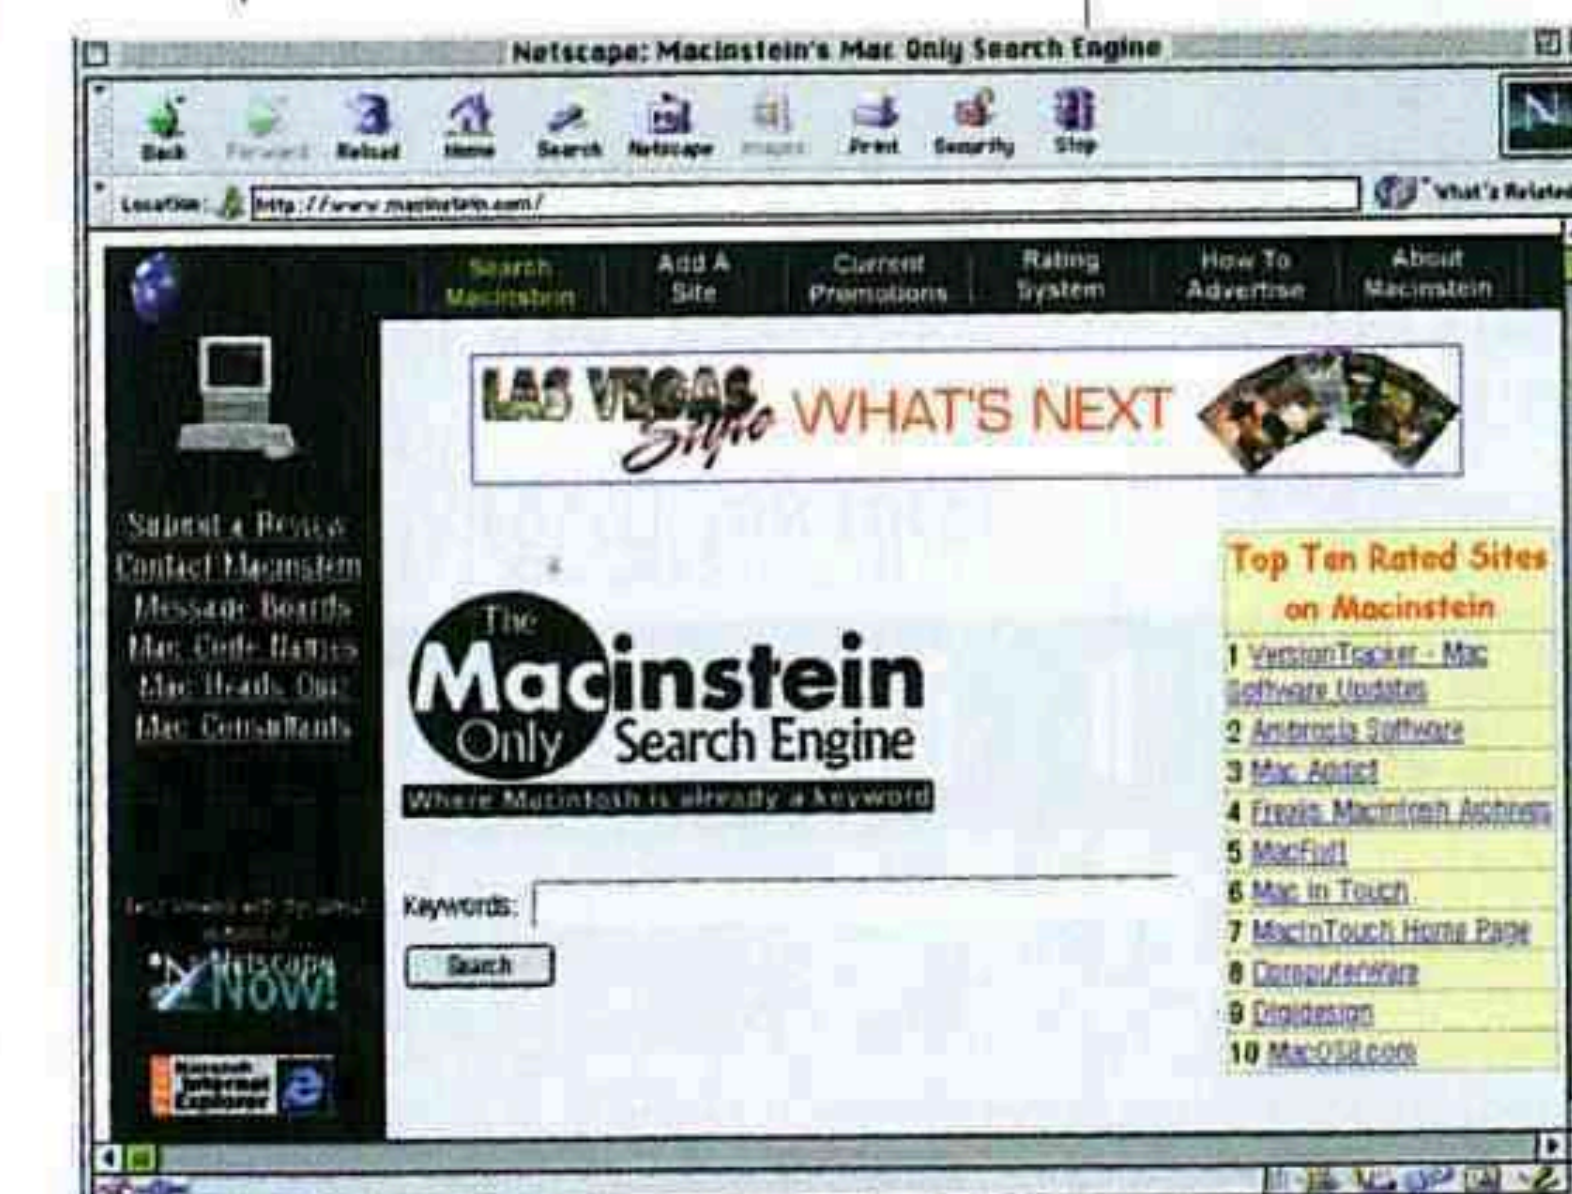 Netscape: Macinstein's Mac Only Search Engine
Back Forward Reload Home Search Netscape Images Print Security Stop
Location: http://www.macinstein.com/ What's Related
Search Macinstein
Add A Site
Current Promotions
Rating System
How To Advertise
About Macinstein
LAS VEGAS Style WHAT'S NEXT
Submit a Review
Contact Macinstein
Message Boards
Mac Code Names
Mac Heads Quiz
Mac Consultants
The
Macinstein
Only Search Engine
Where Macintosh is already a keyword
Keywords:
Search
Top Ten Rated Sites
on Macinstein
1 VersionTracker - Mac
Software Updates
2 Ambrosia Software
3 Mac Addict
4 Freaks Macintosh Archives
5 MacFixIt
6 Mac in Touch
7 MacInTouch Home Page
8 ComputerWare
9 Digidesign
10 MacOS8.com
Netscape
NOW!
Microsoft
Internet
Explorer